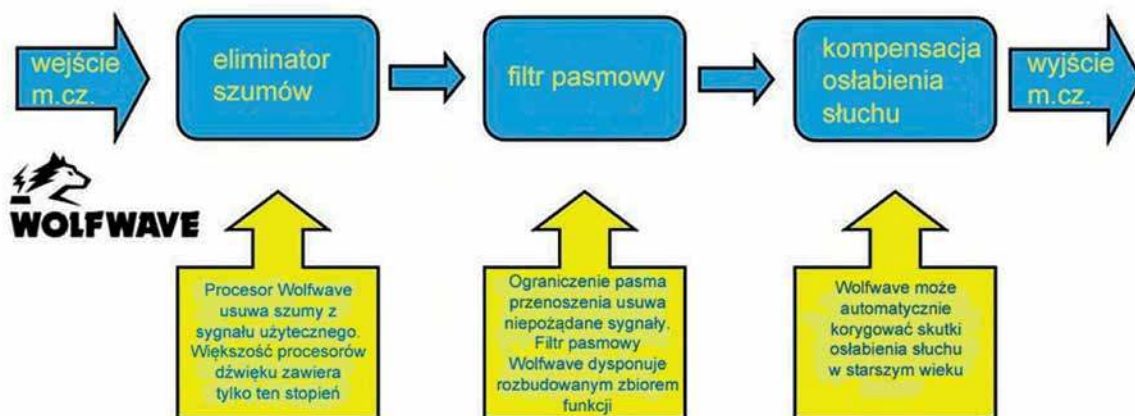 wejście
m.cz.
eliminator
szumów
filtr pasmowy
kompensacja
osłabienia
słuchu
wyjście
m.cz.
WOLFWAVE
Procesor Wolfwave
usuwa szumy z
sygnału użytecznego.
Większość procesorów
dźwięku zawiera
tylko ten stopień
Ograniczenie pasma
przenoszenia usuwa
niepożądane sygnały.
Filtr pasmowy
Wolfwave dysponuje
rozbudowanym zbiorem
funkcji
Wolfwave może
automatycznie
korygować skutki
osłabienia słuchu
w starszym wieku